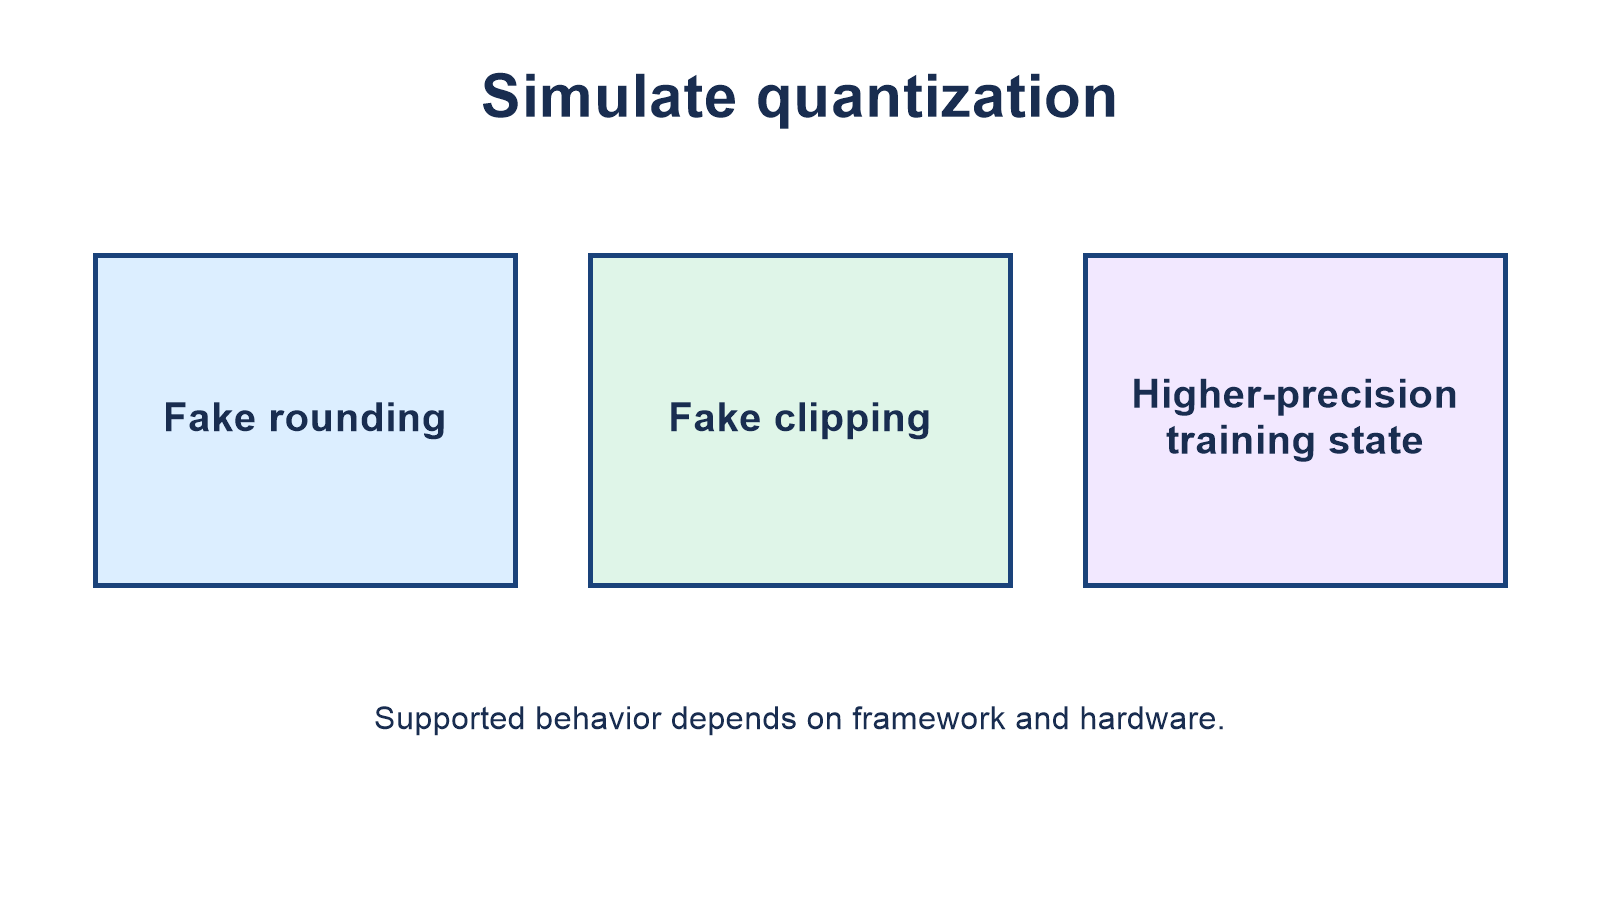 Simulate quantization
Fake rounding
Fake clipping
Higher-precision
training state
Supported behavior depends on framework and hardware.